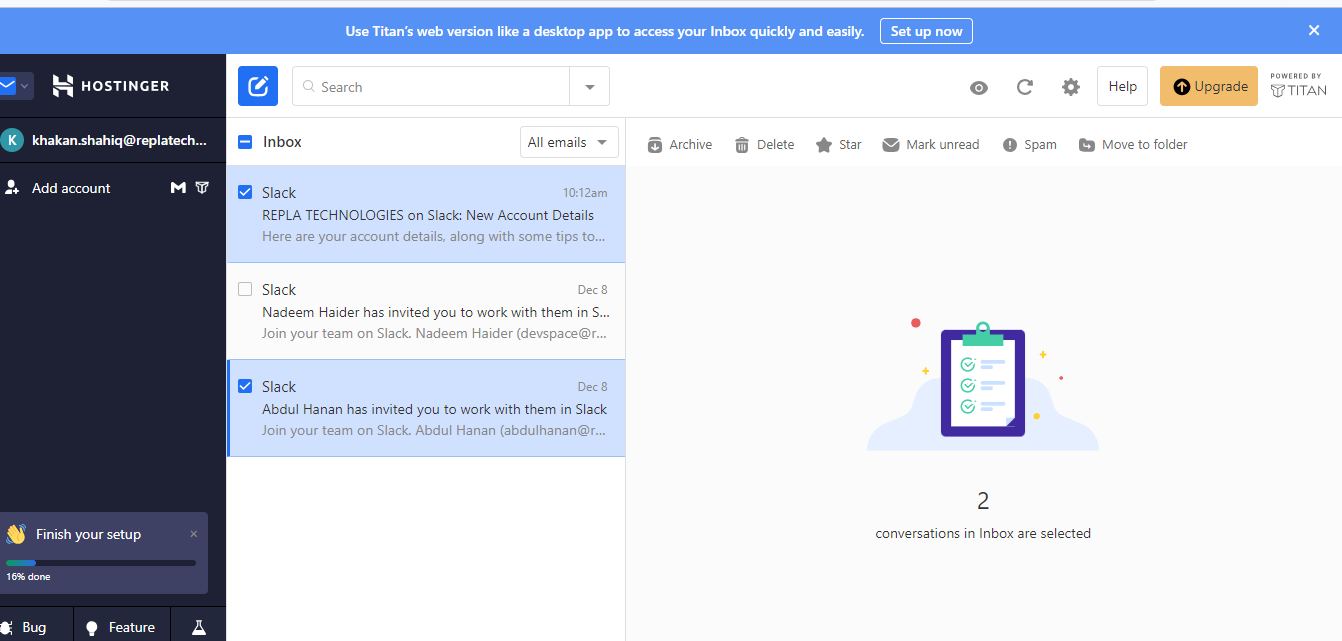 Use Titan's web version like a desktop app to access your Inbox quickly and easily. Set up now
HOSTINGER
Search
Help
Upgrade
POWERED BY
TITAN
K khakan.shahiq@replatech...
Add account
Inbox
All emails
Archive Delete Star Mark unread Spam Move to folder
Slack 10:12am
REPLA TECHNOLOGIES on Slack: New Account Details
Here are your account details, along with some tips to...
Slack Dec 8
Nadeem Haider has invited you to work with them in S...
Join your team on Slack. Nadeem Haider (devspace@r...
Slack Dec 8
Abdul Hanan has invited you to work with them in Slack
Join your team on Slack. Abdul Hanan (abdulhanan@r...
2
conversations in Inbox are selected
Finish your setup
16% done
Bug Feature